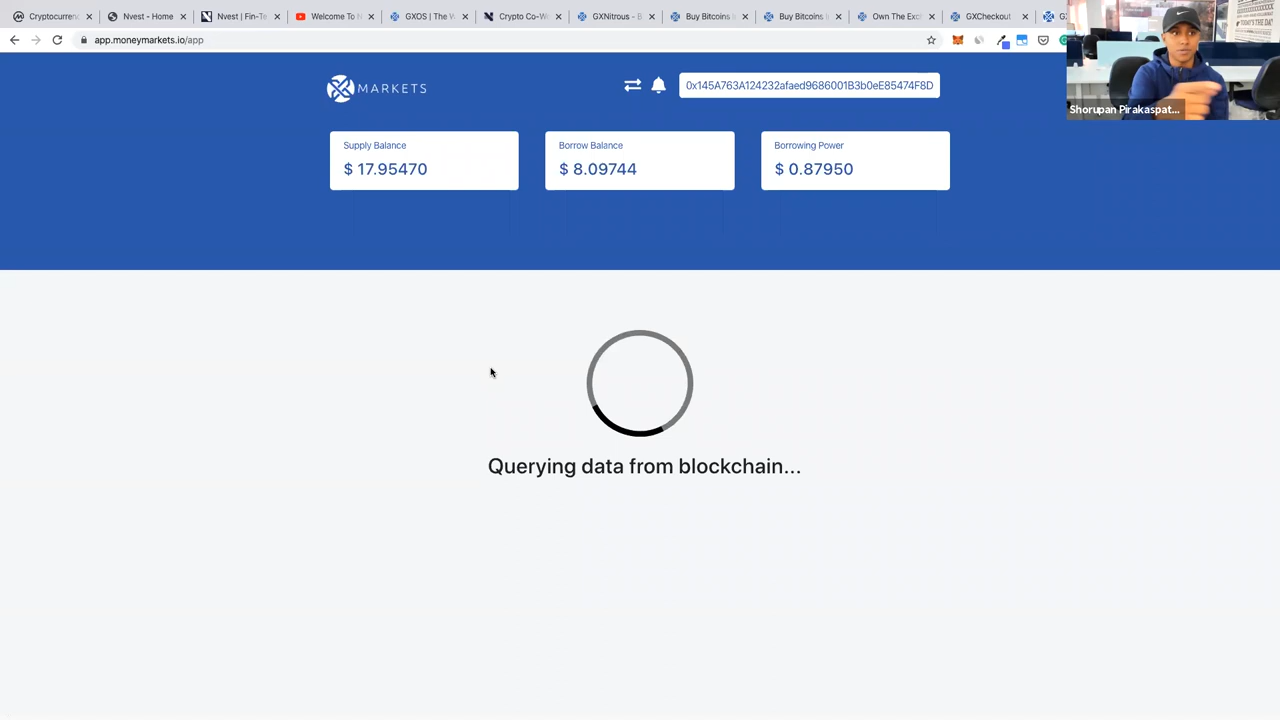 Cryptocurrenc
Nvest - Home
Nvest | Fin-Te
Welcome To N
GXOS | The W
Crypto Co-W
GXNitrous - B
Buy Bitcoins
Buy Bitcoins
Own The Exc
GXCheckout
app.moneymarkets.io/app
MARKETS
0x145A763A124232afaed9686001B3b0eE85474F8D
Shorupan Pirakaspat...
Supply Balance
$ 17.95470
Borrow Balance
$ 8.09744
Borrowing Power
$ 0.87950
Querying data from blockchain...